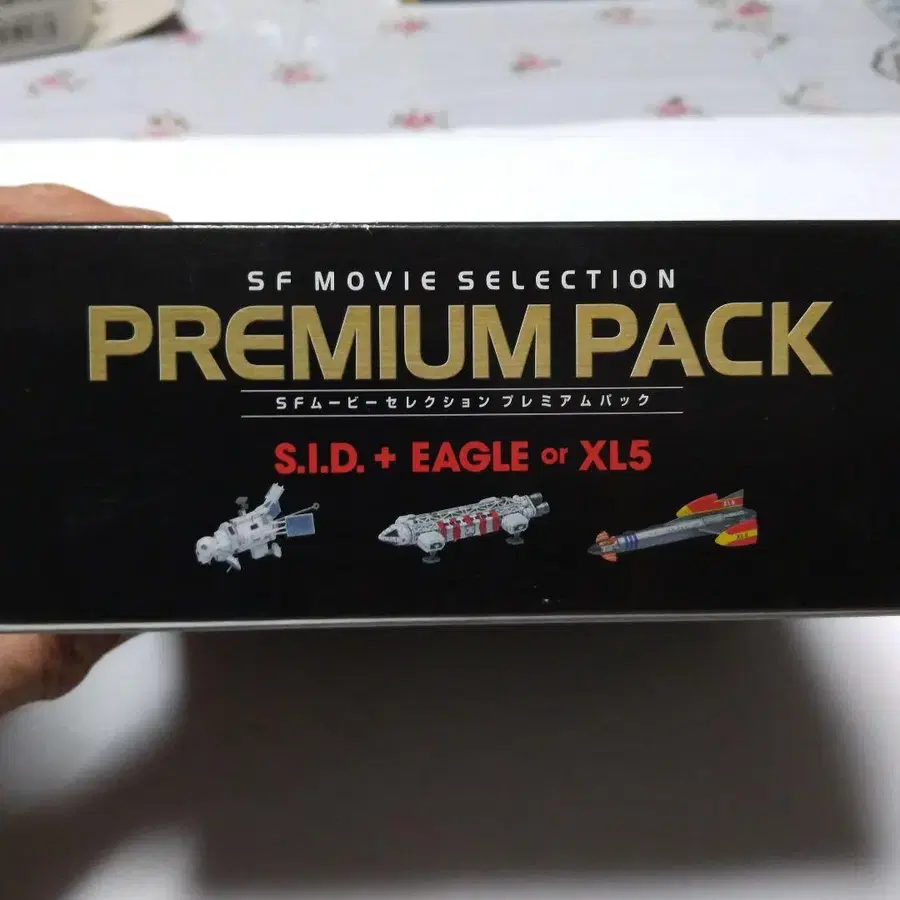 SF MOVIE SELECTION
PREMIUM PACK
SFムービーセレクション プレミアムパック
S.I.D. + EAGLE or XL5
XL5